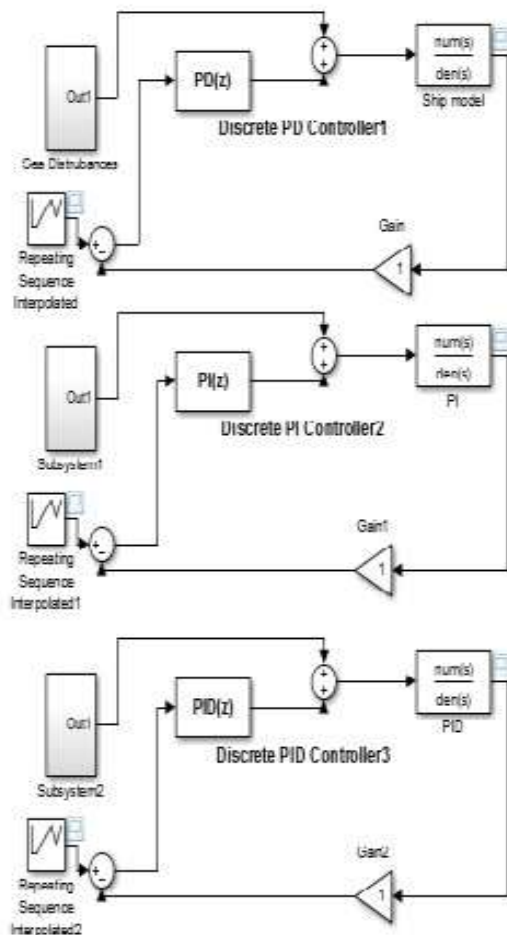 Out1
Sea Distrubances
PD(z)
Discrete PD Controller1
+
+
num(s)
den(s)
Ship model
Repeating
Sequence
Interpolated
+
-
Gain
1
Out1
Subsystem1
PI(z)
Discrete PI Controller2
+
+
num(s)
den(s)
PI
Repeating
Sequence
Interpolated1
+
-
Gain1
1
Out1
Subsystem2
PID(z)
Discrete PID Controller3
+
+
num(s)
den(s)
PID
Repeating
Sequence
Interpolated2
+
-
Gain2
1